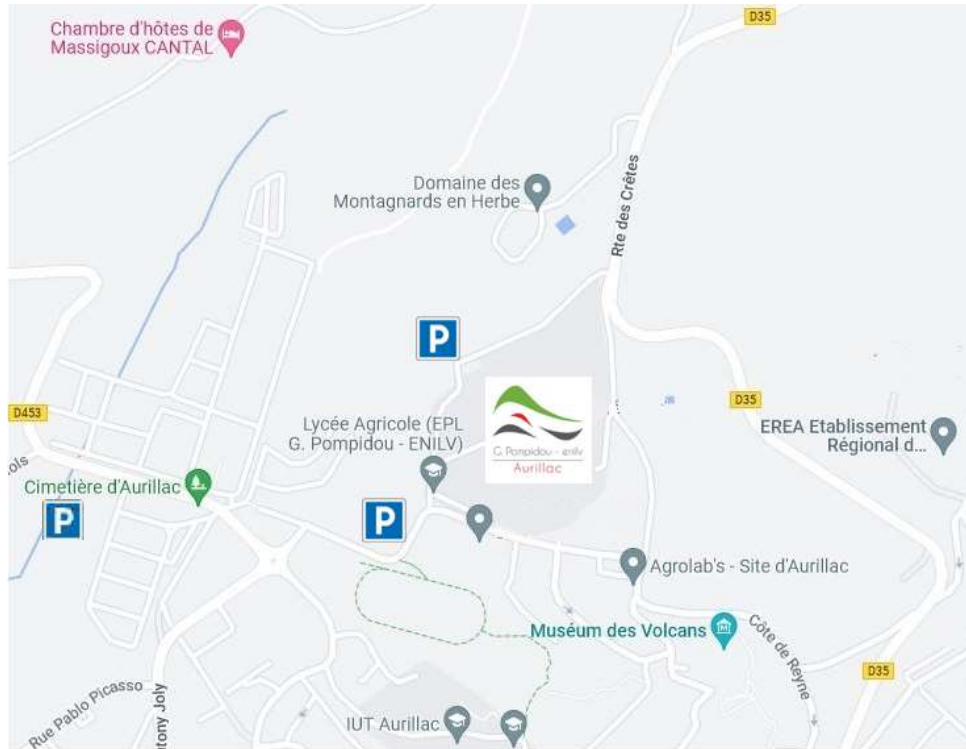 D35
Chambre d'hôtes de
Massigoux CANTAL
Domaine des
Montagnards en Herbe
Rte des Crêtes
P
D453
D35
Lycée Agricole (EPL
G. Pompidou - ENILV)
G. Pompidou - enilv
Aurillac
EREA Etablissement
Régional d...
Cimetière d'Aurillac
P
P
Agrolab's - Site d'Aurillac
Muséum des Volcans
Côte de Reyne
D35
Rue Pablo Picasso
IUT Aurillac